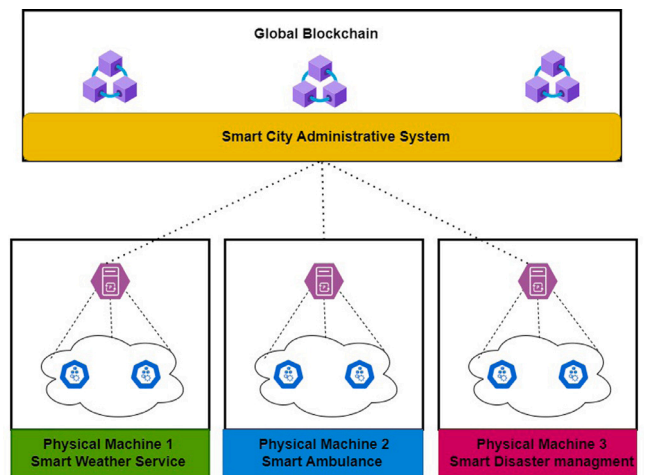 Global Blockchain
Smart City Administrative System
Physical Machine 1
Smart Weather Service
Physical Machine 2
Smart Ambulance
Physical Machine 3
Smart Disaster managment